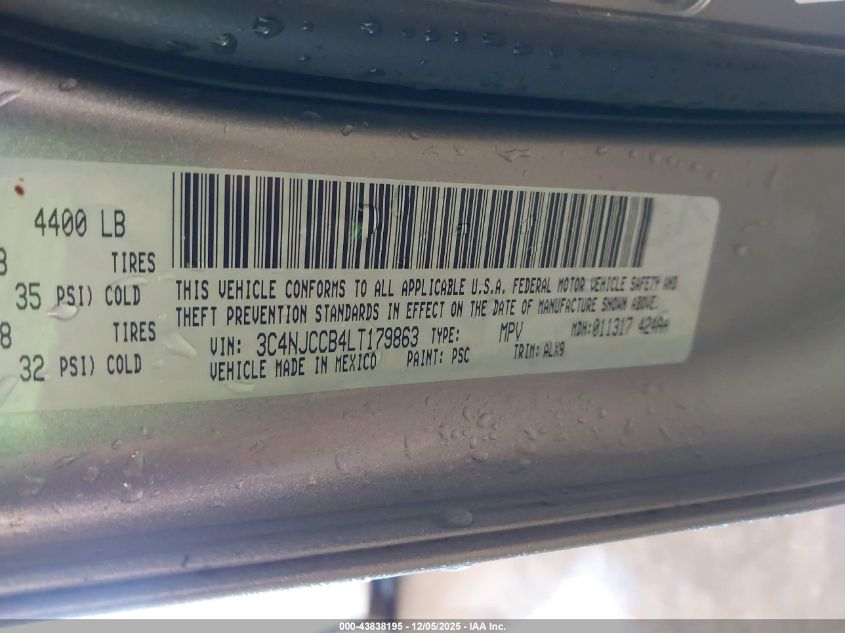 4400 LB
8 TIRES
35 PSI) COLD
8 TIRES
32 PSI) COLD
THIS VEHICLE CONFORMS TO ALL APPLICABLE U.S.A. FEDERAL MOTOR VEHICLE SAFETY AND
THEFT PREVENTION STANDARDS IN EFFECT ON THE DATE OF MANUFACTURE SHOWN ABOVE.
VIN: 3C4NJCCB4LT179863 TYPE: MPV MDH:011317 424AA
VEHICLE MADE IN MEXICO PAINT: PSC TRIM: ALX9
000-43838195 - 12/05/2025 - IAA Inc.